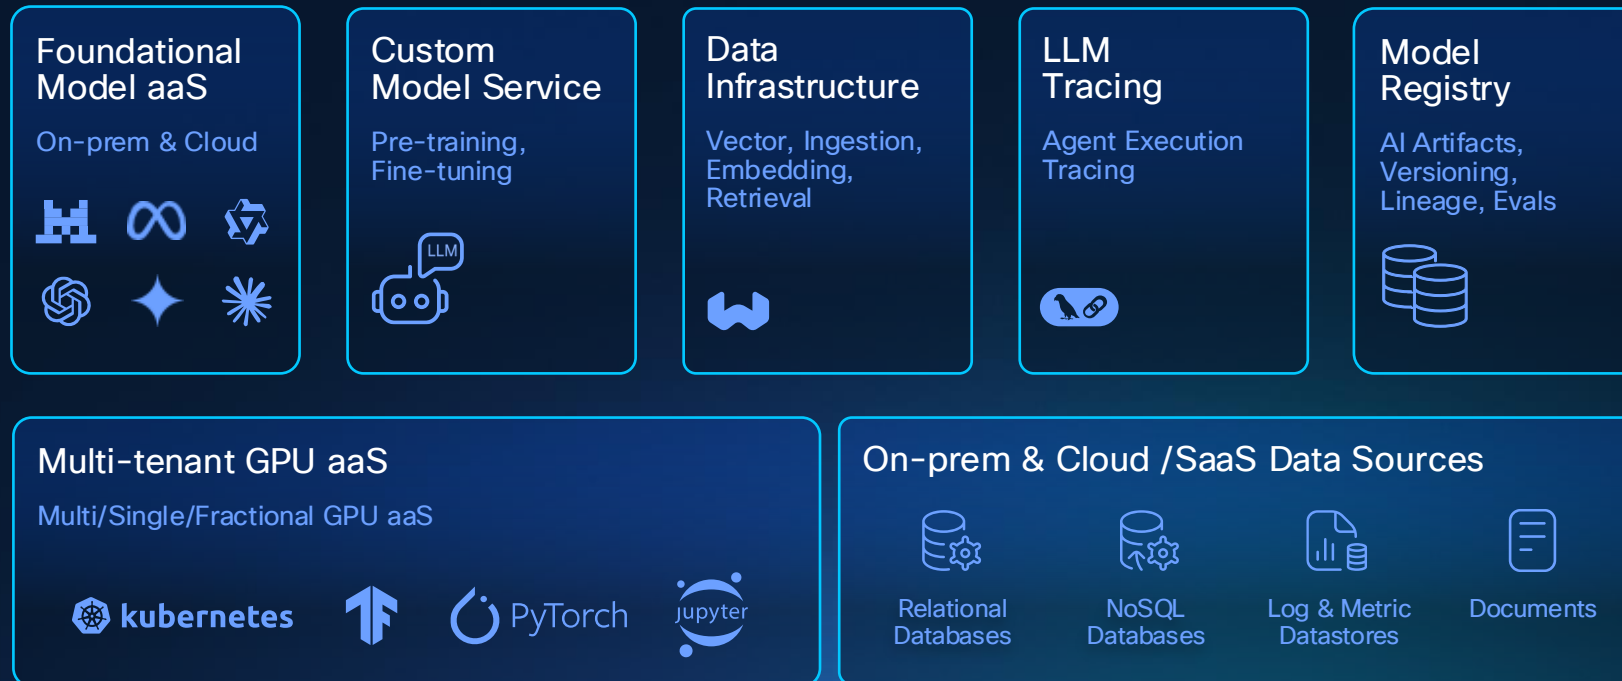 Foundational
Model aaS
On-prem & Cloud
Custom
Model Service
Pre-training,
Fine-tuning
LLM
Data
Infrastructure
Vector, Ingestion,
Embedding,
Retrieval
LLM
Tracing
Agent Execution
Tracing
Model
Registry
AI Artifacts,
Versioning,
Lineage, Evals
Multi-tenant GPU aaS
Multi/Single/Fractional GPU aaS
kubernetes
PyTorch
jupyter
On-prem & Cloud /SaaS Data Sources
Relational
Databases
NoSQL
Databases
Log & Metric
Datastores
Documents